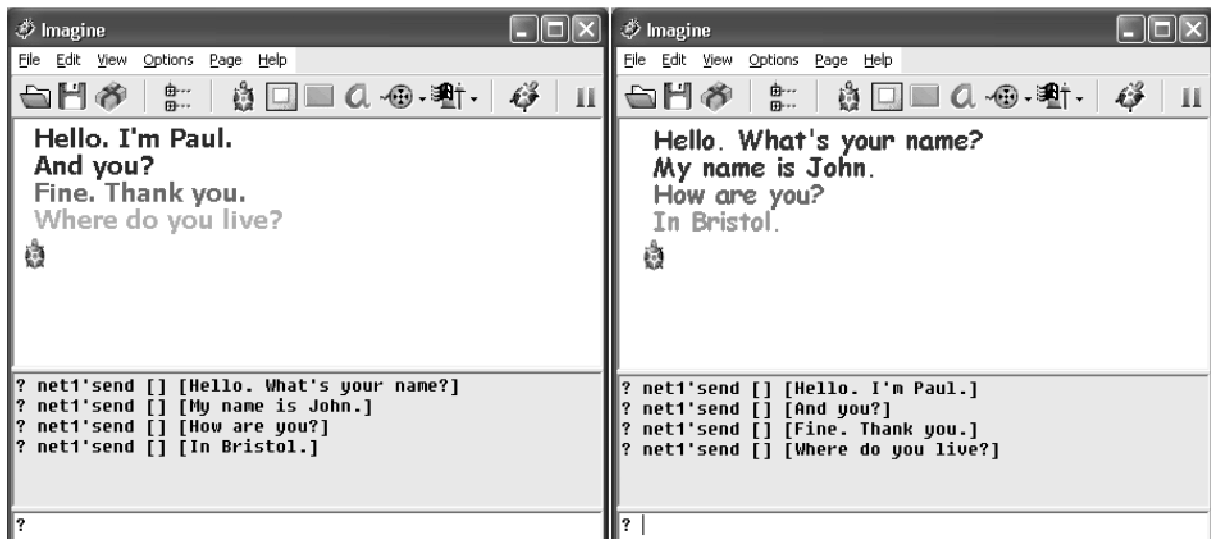 Imagine
File Edit View Options Page Help
Hello. I'm Paul.
And you?
Fine. Thank you.
Where do you live?
? net1'send [] [Hello. What's your name?]
? net1'send [] [My name is John.]
? net1'send [] [How are you?]
? net1'send [] [In Bristol.]
?
Imagine
File Edit View Options Page Help
Hello. What's your name?
My name is John.
How are you?
In Bristol.
? net1'send [] [Hello. I'm Paul.]
? net1'send [] [And you?]
? net1'send [] [Fine. Thank you.]
? net1'send [] [Where do you live?]
?